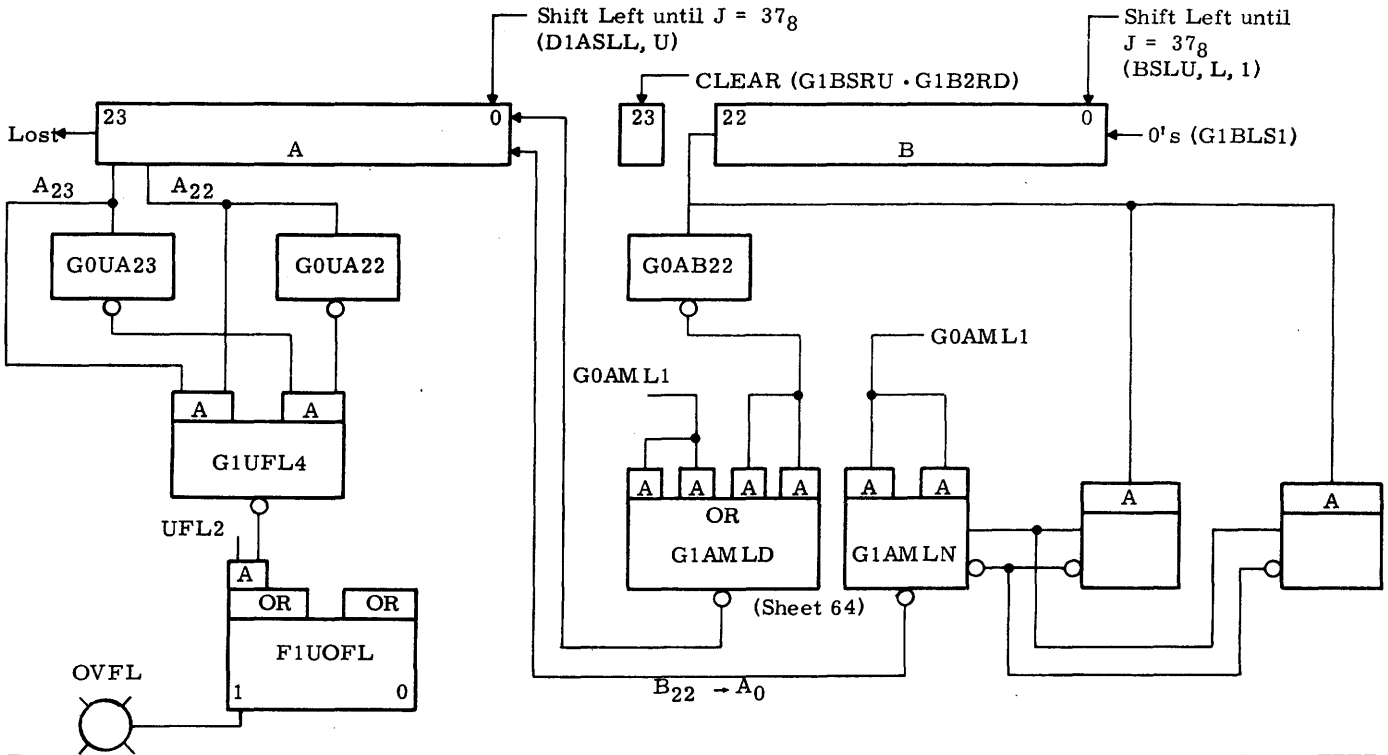 Shift Left until J = 37₈
(D1ASLL, U)
Shift Left until
J = 37₈
(BSLU, L, 1)
CLEAR (G1BSRU · G1B2RD)
Lost
23
0
A
23
22
0
B
0's (G1BLS1)
A₂₃
A₂₂
G0UA23
G0UA22
G0AB22
G0AML1
G0AML1
A
A
G1UFL4
A
A
A
A
OR
G1AMLD
(Sheet 64)
A
A
G1AMLN
A
A
UFL2
A
OR
OR
F1UOFL
1
0
OVFL
B₂₂ → A₀